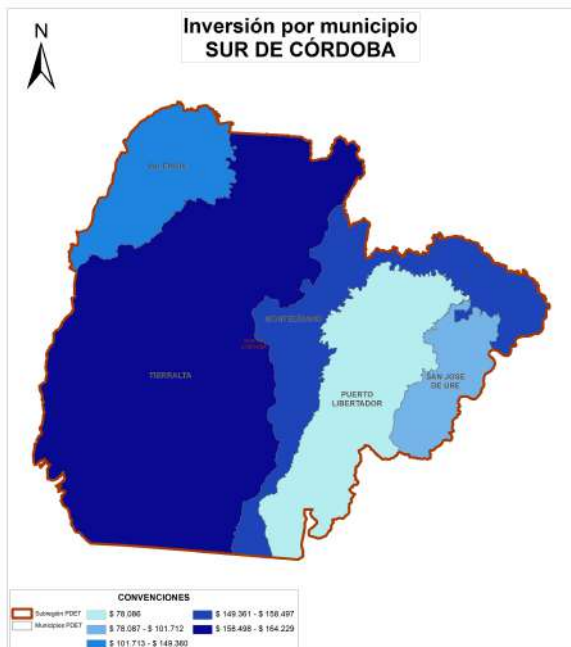 Inversión por municipio
SUR DE CÓRDOBA
N
VALENCIA
MONTELÍBANO
TIERRALTA
PUERTO
LIBERTADOR
SAN JOSE
DE URE
CONVENCIONES
Subregión PDET
Municipios PDET
$ 78.086
$ 78.087 - $ 101.712
$ 101.713 - $ 149.360
$ 149.361 - $ 158.497
$ 158.498 - $ 164.229